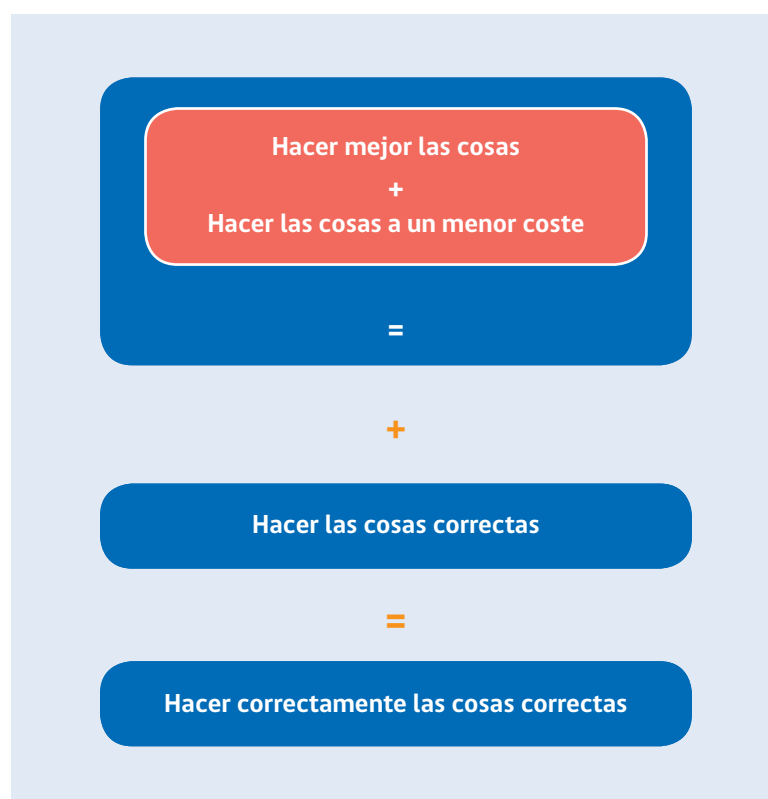 Hacer mejor las cosas
+
Hacer las cosas a un menor coste
=
+
Hacer las cosas correctas
=
Hacer correctamente las cosas correctas